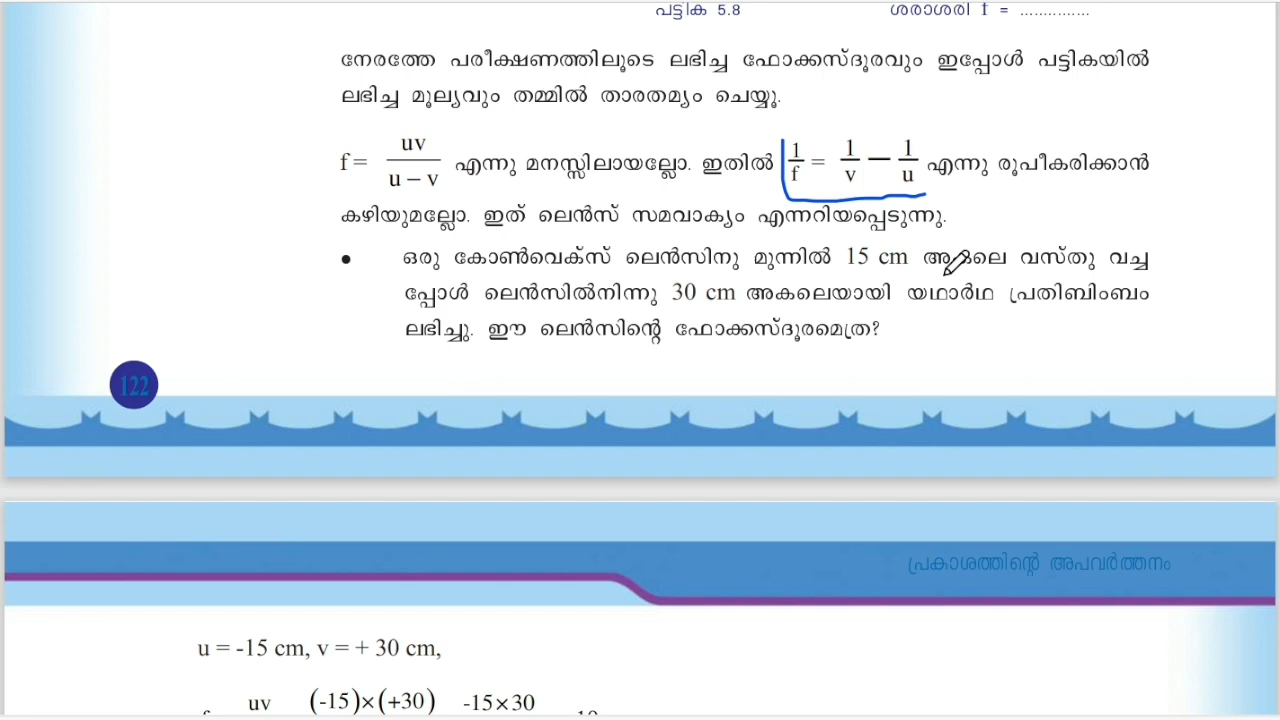 പട്ടിക 5.8 ശരാശരി f = ...............
നേരത്തേ പരീക്ഷണത്തിലൂടെ ലഭിച്ച ഫോക്കസ്ദൂരവും ഇപ്പോൾ പട്ടികയിൽ
ലഭിച്ച മൂല്യവും തമ്മിൽ താരതമ്യം ചെയ്യൂ.
f = uv / u – v എന്നു മനസ്സിലായല്ലോ. ഇതിൽ 1/f = 1/v – 1/u എന്നു രൂപീകരിക്കാൻ
കഴിയുമല്ലോ. ഇത് ലെൻസ് സമവാക്യം എന്നറിയപ്പെടുന്നു.
• ഒരു കോൺവെക്സ് ലെൻസിനു മുന്നിൽ 15 cm അകലെ വസ്തു വച്ച
പ്പോൾ ലെൻസിൽനിന്നു 30 cm അകലെയായി യഥാർഥ പ്രതിബിംബം
ലഭിച്ചു. ഈ ലെൻസിന്റെ ഫോക്കസ്ദൂരമെത്ര?
122
പ്രകാശത്തിന്റെ അപവർത്തനം
u = -15 cm, v = + 30 cm,
uv (-15)×(+30) -15×30